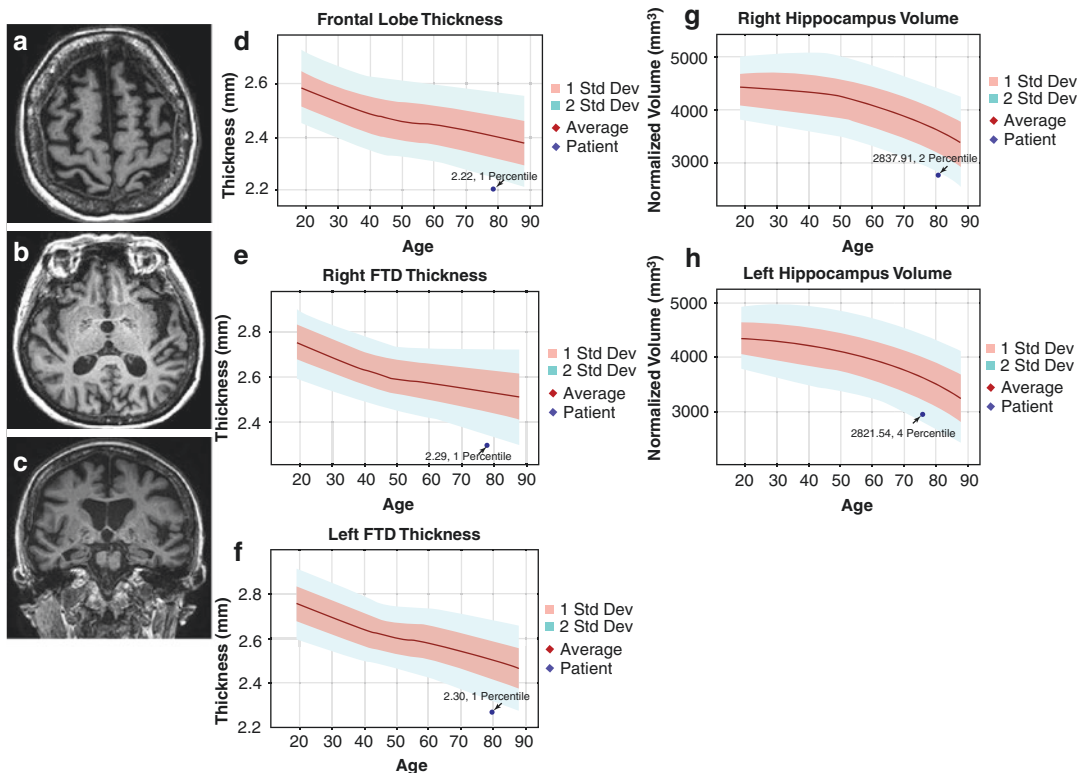 a
b
c
d
Frontal Lobe Thickness
Thickness (mm)
2.6
2.4
2.2
2.22, 1 Percentile
20 30 40 50 60 70 80 90
Age
1 Std Dev
2 Std Dev
Average
Patient
e
Right FTD Thickness
Thickness (mm)
2.8
2.6
2.4
2.29, 1 Percentile
20 30 40 50 60 70 80 90
Age
1 Std Dev
2 Std Dev
Average
Patient
f
Left FTD Thickness
Thickness (mm)
2.8
2.6
2.4
2.2
2.30, 1 Percentile
20 30 40 50 60 70 80 90
Age
1 Std Dev
2 Std Dev
Average
Patient
g
Right Hippocampus Volume
Normalized Volume (mm³)
5000
4000
3000
2837.91, 2 Percentile
20 30 40 50 60 70 80 90
Age
1 Std Dev
2 Std Dev
Average
Patient
h
Left Hippocampus Volume
Normalized Volume (mm³)
5000
4000
3000
2821.54, 4 Percentile
20 30 40 50 60 70 80 90
Age
1 Std Dev
2 Std Dev
Average
Patient